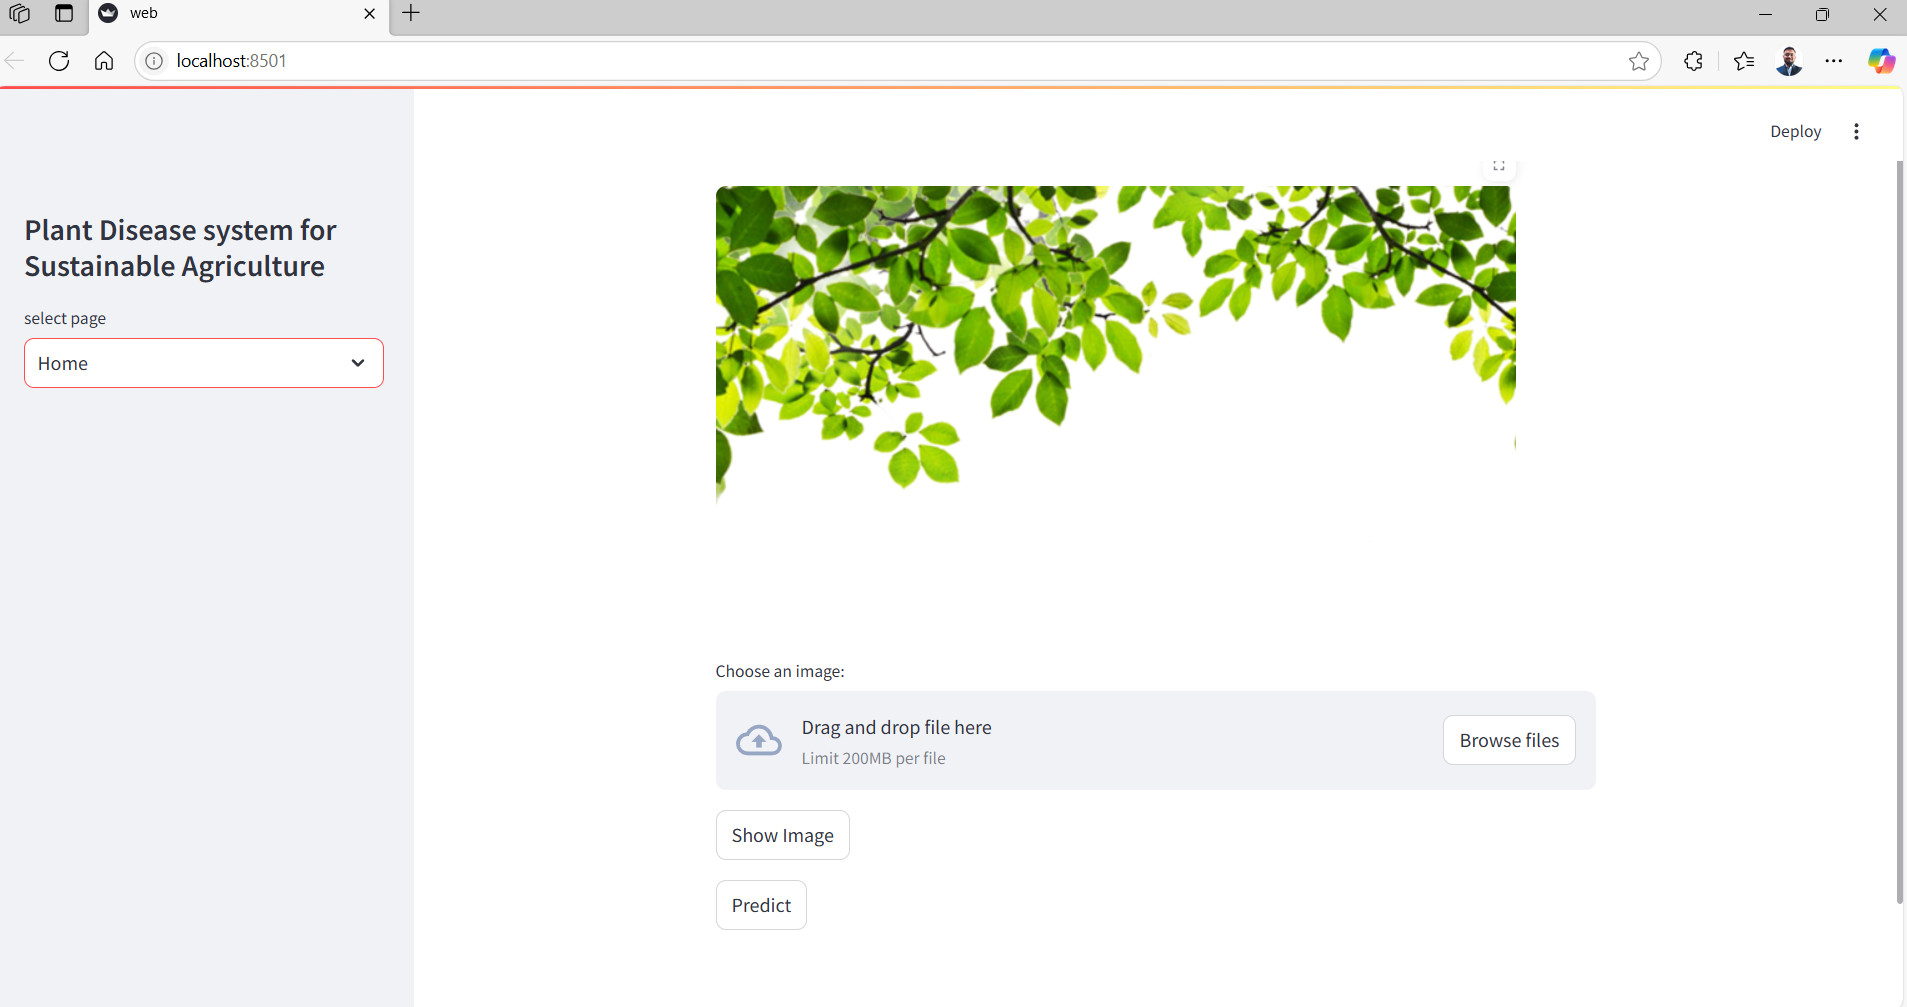 web
localhost:8501
Deploy
Plant Disease system for
Sustainable Agriculture
select page
Home
Choose an image:
Drag and drop file here
Limit 200MB per file
Browse files
Show Image
Predict